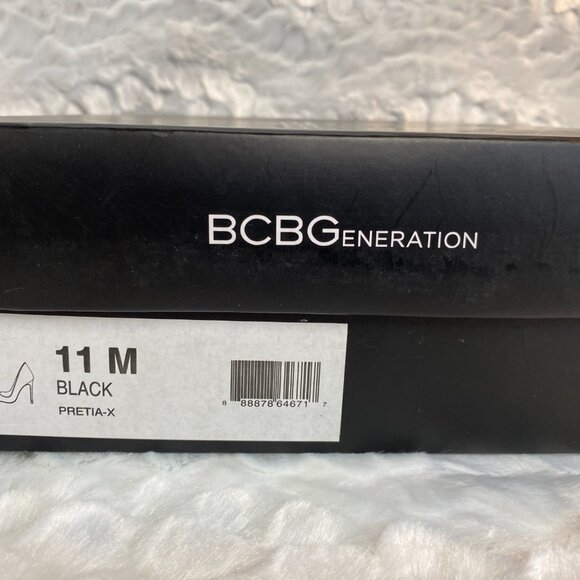 BCBGENERATION
11 M
BLACK
PRETIA-X
8 88878 64671 7